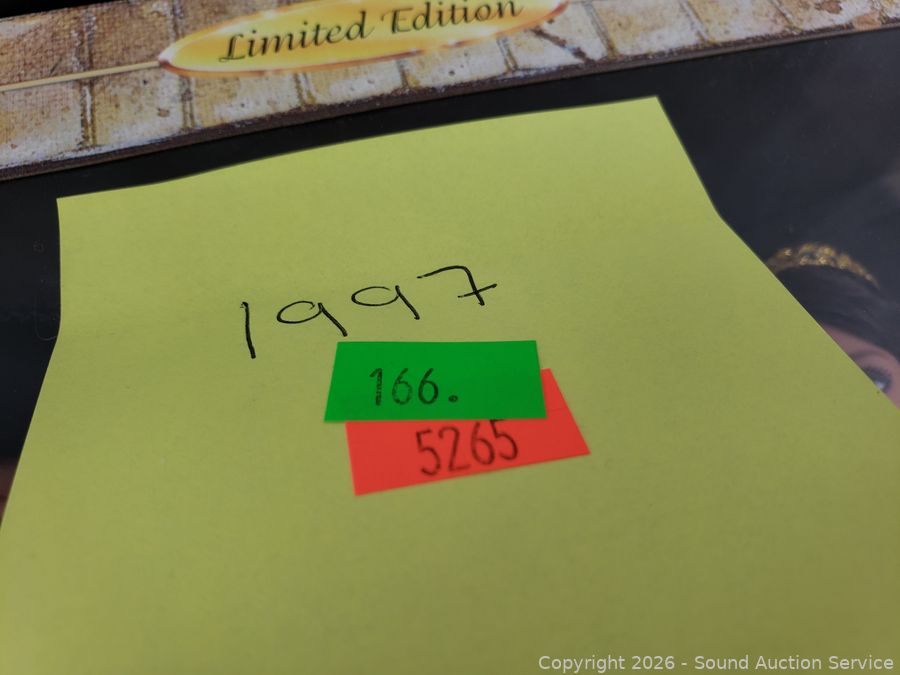 Limited Edition
1997
166.
5265
Copyright 2026 - Sound Auction Service